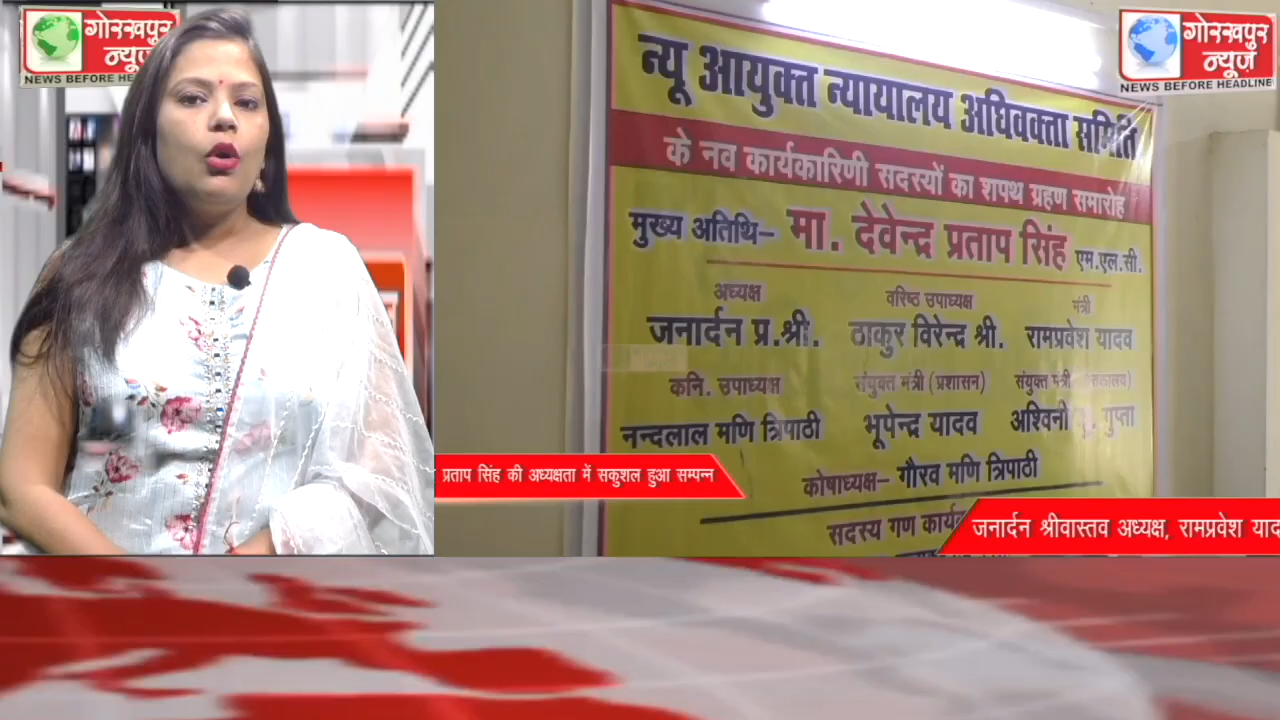 गोरखपुर
न्यूज
NEWS BEFORE HEADLINE
गोरखपुर
न्यूज
NEWS BEFORE HEADLINE
न्यू आयुक्त न्यायालय अधिवक्ता समिति
के नव कार्यकारिणी सदस्यों का शपथ ग्रहण समारोह
मुख्य अतिथि– मा. देवेन्द्र प्रताप सिंह एम.एल.सी.
अध्यक्ष वरिष्ठ उपाध्यक्ष मंत्री
जनार्दन प्र.श्री. ठाकुर विरेन्द्र श्री. रामप्रवेश यादव
कनि. उपाध्यक्ष संयुक्त मंत्री (प्रशासन) संयुक्त मंत्री
नन्दलाल मणि त्रिपाठी भूपेन्द्र यादव अश्विनी गुप्ता
कोषाध्यक्ष– गौरव मणि त्रिपाठी
सदस्य गण
प्रताप सिंह की अध्यक्षता में सकुशल हुआ सम्पन्न
जनार्दन श्रीवास्तव अध्यक्ष, रामप्रवेश